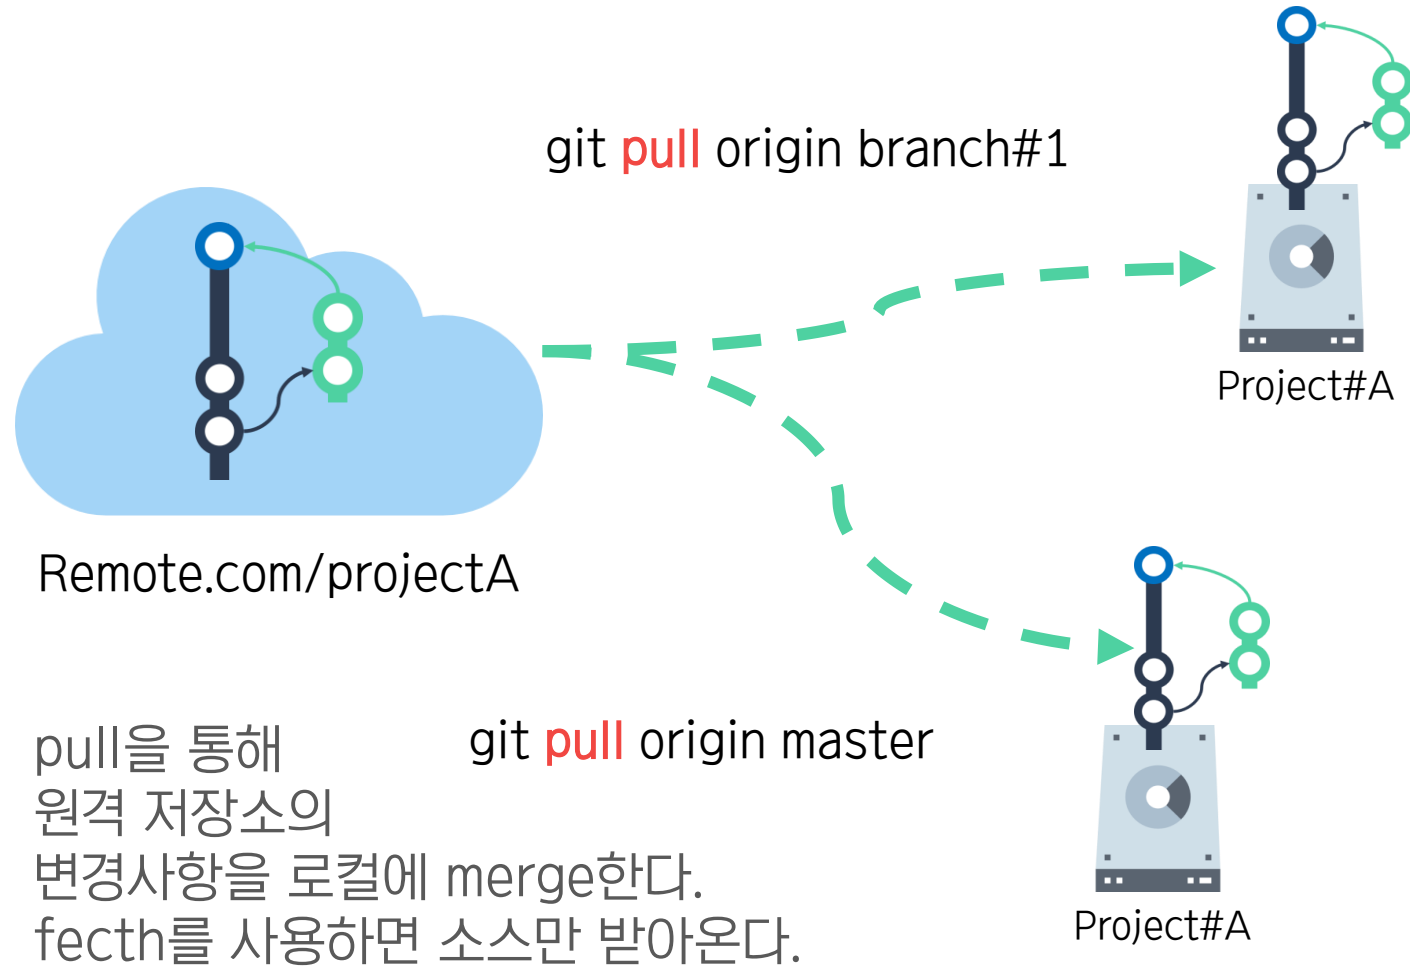 git pull origin branch#1
Project#A
Remote.com/projectA
git pull origin master
pull을 통해
원격 저장소의
변경사항을 로컬에 merge한다.
fecth를 사용하면 소스만 받아온다.
Project#A